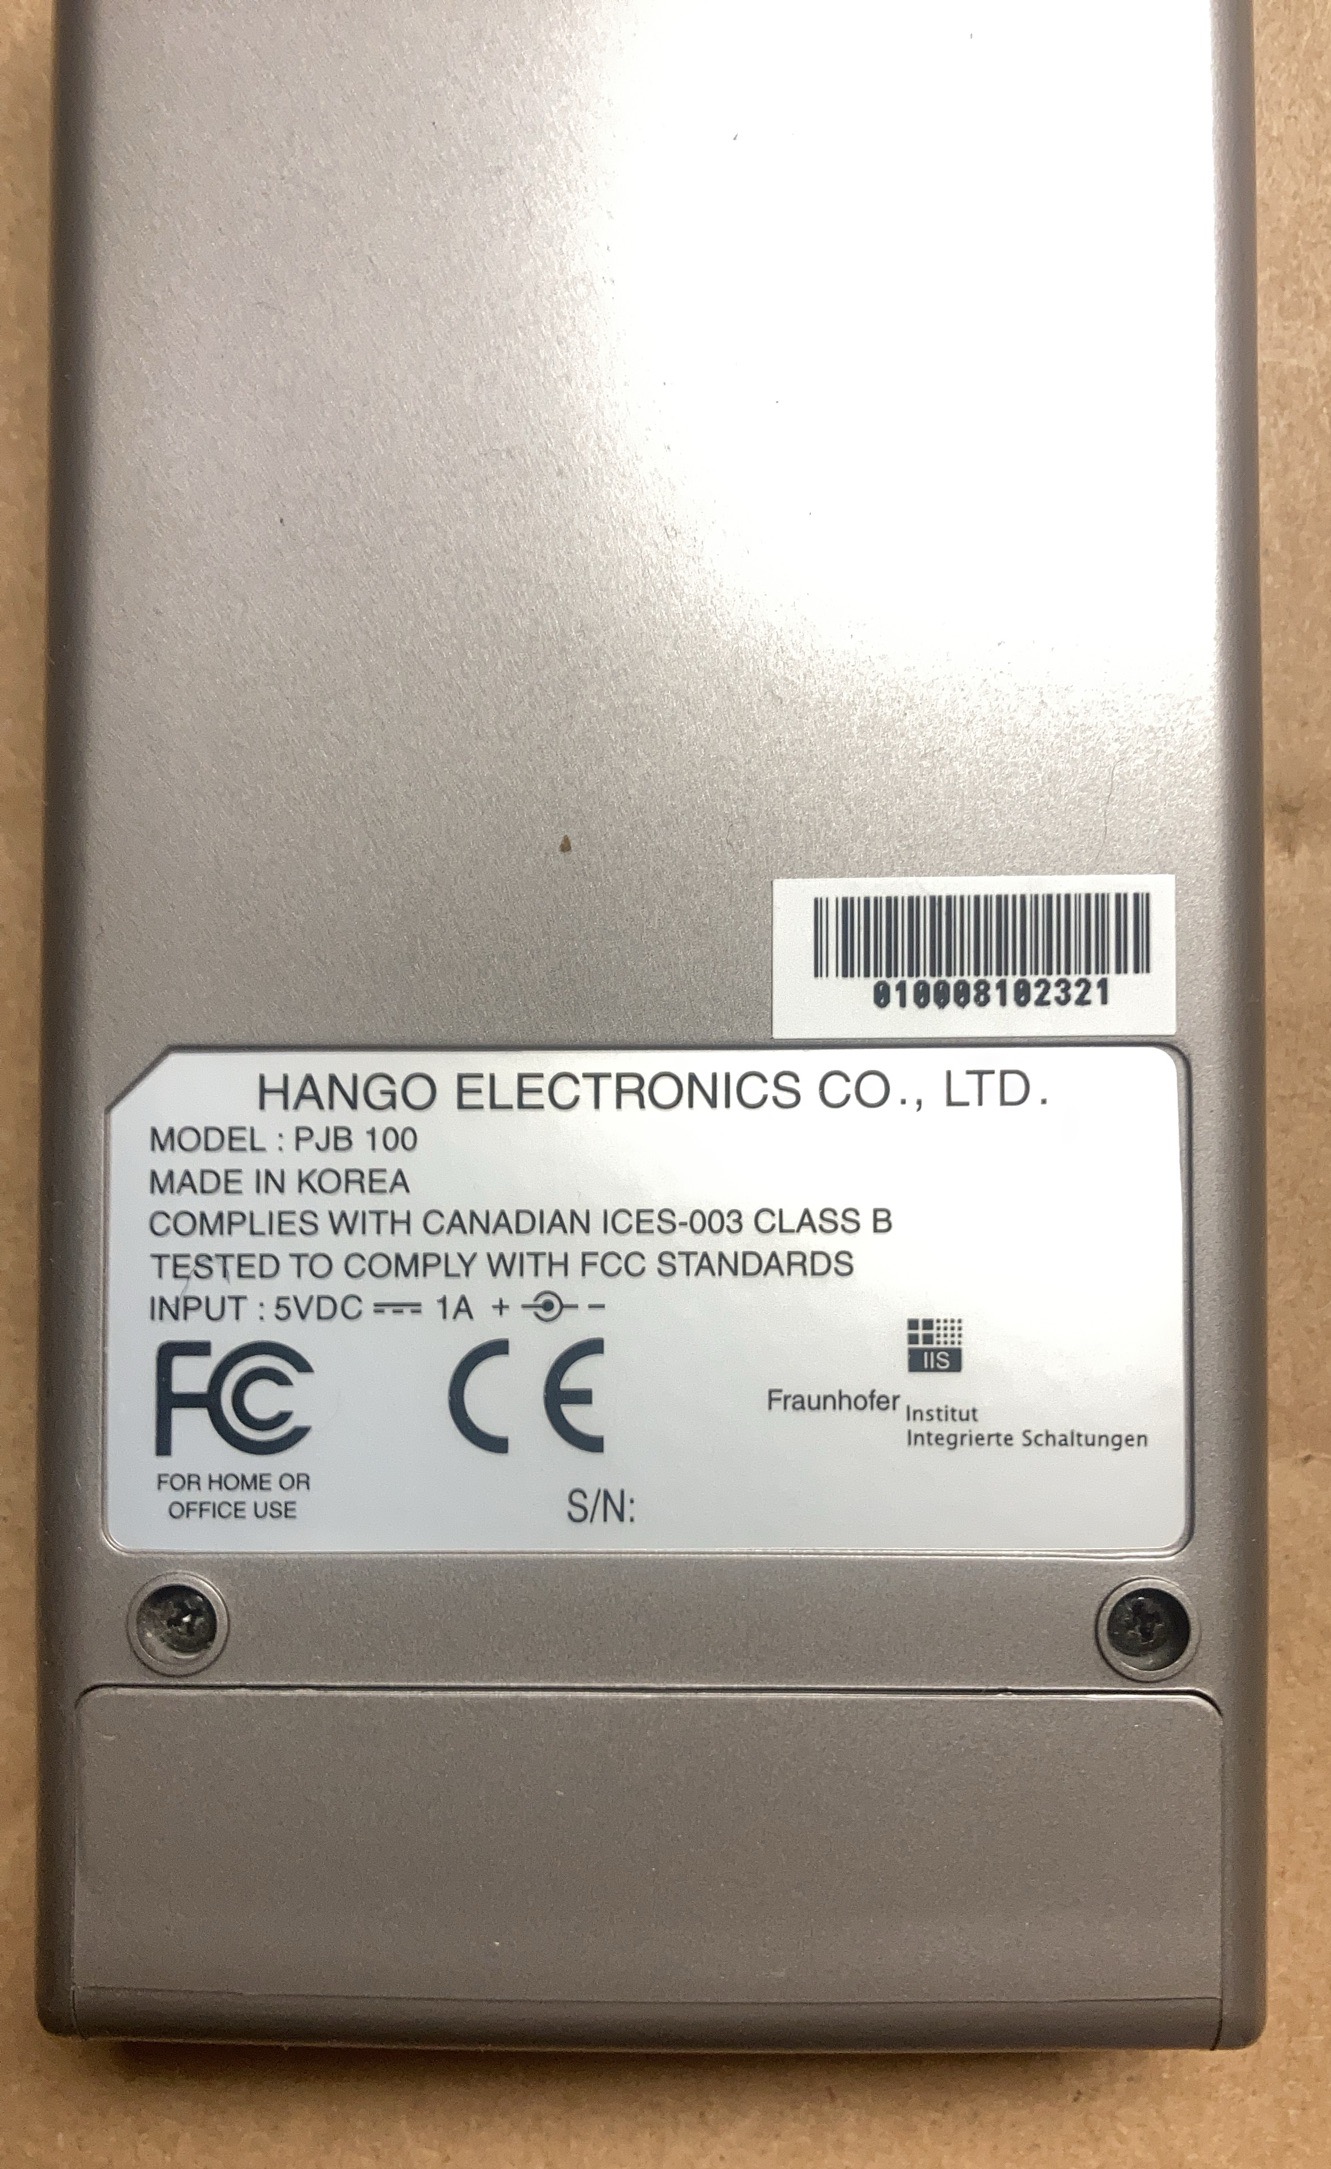 010008102321
HANGO ELECTRONICS CO., LTD.
MODEL : PJB 100
MADE IN KOREA
COMPLIES WITH CANADIAN ICES-003 CLASS B
TESTED TO COMPLY WITH FCC STANDARDS
INPUT : 5VDC ⎓ 1A + -
FC
CE
IIS
Fraunhofer Institut
Integrierte Schaltungen
FOR HOME OR
OFFICE USE
S/N: